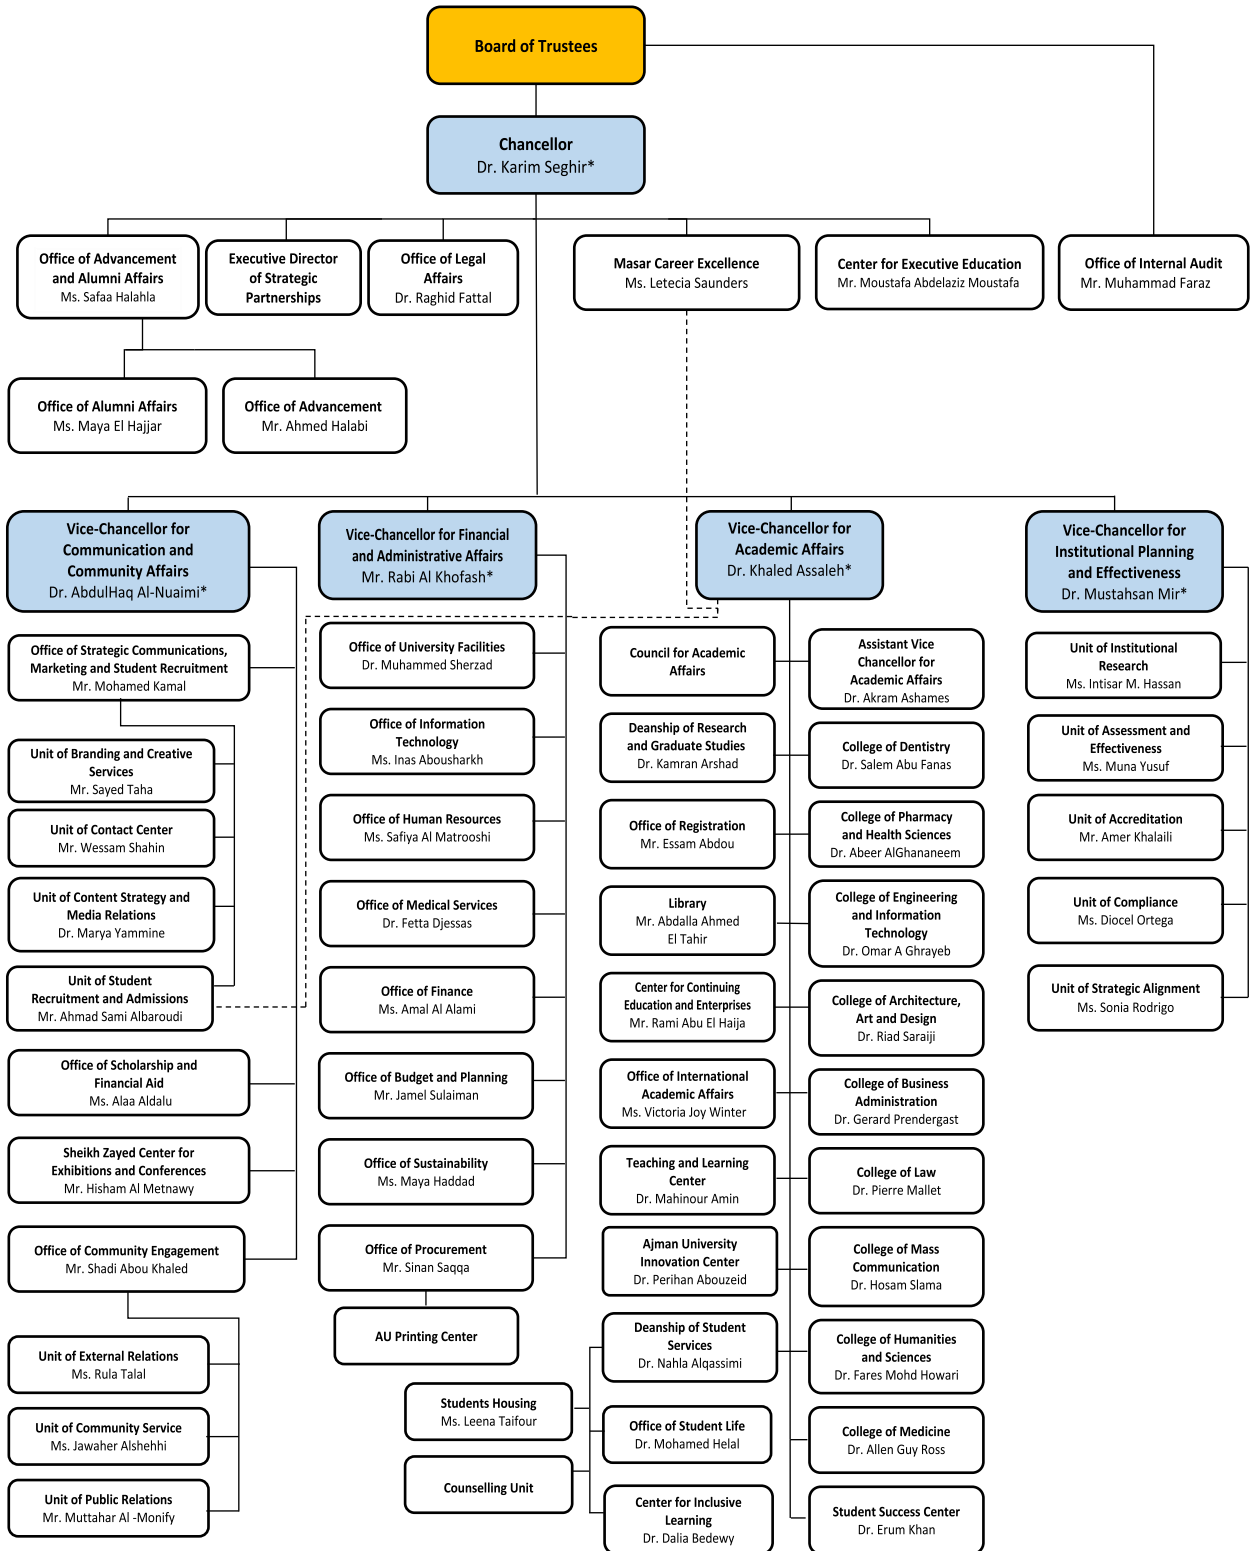 Board of Trustees
Chancellor
Dr. Karim Seghir*
Office of Advancement
and Alumni Affairs
Ms. Safaa Halahla
Executive Director
of Strategic
Partnerships
Office of Legal
Affairs
Dr. Raghid Fattal
Masar Career Excellence
Ms. Letecia Saunders
Center for Executive Education
Mr. Moustafa Abdelaziz Moustafa
Office of Internal Audit
Mr. Muhammad Faraz
Office of Alumni Affairs
Ms. Maya El Hajjar
Office of Advancement
Mr. Ahmed Halabi
Vice-Chancellor for
Communication and
Community Affairs
Dr. AbdulHaq Al-Nuaimi*
Office of Strategic Communications,
Marketing and Student Recruitment
Mr. Mohamed Kamal
Unit of Branding and Creative
Services
Mr. Sayed Taha
Unit of Contact Center
Mr. Wessam Shahin
Unit of Content Strategy and
Media Relations
Dr. Marya Yammine
Unit of Student
Recruitment and Admissions
Mr. Ahmad Sami Albaroudi
Office of Scholarship and
Financial Aid
Ms. Alaa Aldalu
Sheikh Zayed Center for
Exhibitions and Conferences
Mr. Hisham Al Metnawy
Office of Community Engagement
Mr. Shadi Abou Khaled
Unit of External Relations
Ms. Rula Talal
Unit of Community Service
Ms. Jawaher Alshehhi
Unit of Public Relations
Mr. Muttahar Al -Monify
Vice-Chancellor for Financial
and Administrative Affairs
Mr. Rabi Al Khofash*
Office of University Facilities
Dr. Muhammed Sherzad
Office of Information
Technology
Ms. Inas Abousharkh
Office of Human Resources
Ms. Safiya Al Matrooshi
Office of Medical Services
Dr. Fetta Djessas
Office of Finance
Ms. Amal Al Alami
Office of Budget and Planning
Mr. Jamel Sulaiman
Office of Sustainability
Ms. Maya Haddad
Office of Procurement
Mr. Sinan Saqqa
AU Printing Center
Vice-Chancellor for
Academic Affairs
Dr. Khaled Assaleh*
Council for Academic
Affairs
Deanship of Research
and Graduate Studies
Dr. Kamran Arshad
Office of Registration
Mr. Essam Abdou
Library
Mr. Abdalla Ahmed
El Tahir
Center for Continuing
Education and Enterprises
Mr. Rami Abu El Haija
Office of International
Academic Affairs
Ms. Victoria Joy Winter
Teaching and Learning
Center
Dr. Mahinour Amin
Ajman University
Innovation Center
Dr. Perihan Abouzeid
Deanship of Student
Services
Dr. Nahla Alqassimi
Students Housing
Ms. Leena Taifour
Office of Student Life
Dr. Mohamed Helal
Counselling Unit
Center for Inclusive
Learning
Dr. Dalia Bedewy
Assistant Vice
Chancellor for
Academic Affairs
Dr. Akram Ashames
College of Dentistry
Dr. Salem Abu Fanas
College of Pharmacy
and Health Sciences
Dr. Abeer AlGhananeem
College of Engineering
and Information
Technology
Dr. Omar A Ghrayeb
College of Architecture,
Art and Design
Dr. Riad Saraiji
College of Business
Administration
Dr. Gerard Prendergast
College of Law
Dr. Pierre Mallet
College of Mass
Communication
Dr. Hosam Slama
College of Humanities
and Sciences
Dr. Fares Mohd Howari
College of Medicine
Dr. Allen Guy Ross
Student Success Center
Dr. Erum Khan
Vice-Chancellor for
Institutional Planning
and Effectiveness
Dr. Mustahsan Mir*
Unit of Institutional
Research
Ms. Intisar M. Hassan
Unit of Assessment and
Effectiveness
Ms. Muna Yusuf
Unit of Accreditation
Mr. Amer Khalaili
Unit of Compliance
Ms. Diocel Ortega
Unit of Strategic Alignment
Ms. Sonia Rodrigo